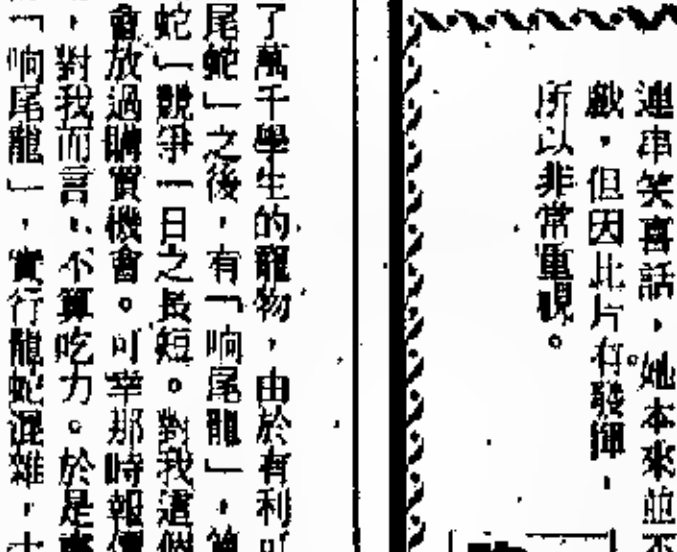 連串笑喜話，她本來並不
戲，但因此片有發揮，
所以非常重視。
了萬千學生的寵物，由於有利可
尾蛇」之後，有「响尾龍」，算
蛇」競爭一日之長短。對我這個
會放過購買機會。可幸那時報價
，對我而言，不算吃力。於是
「响尾龍」，實行龍蛇混雜，